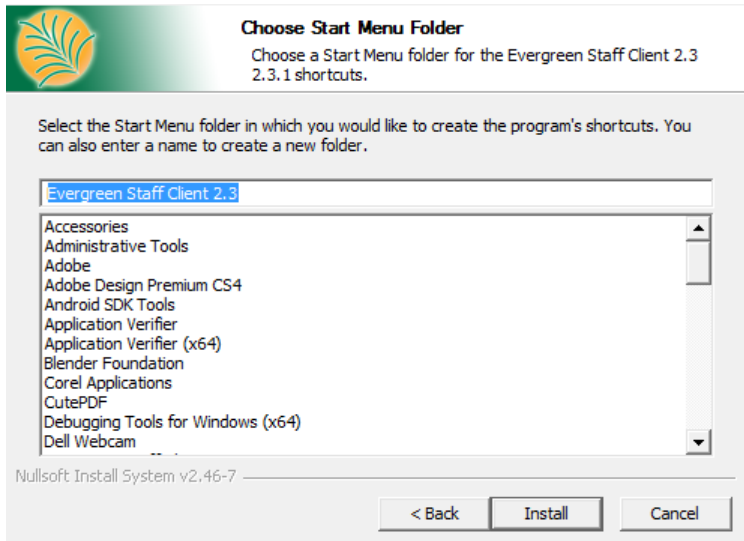 Choose Start Menu Folder
Choose a Start Menu folder for the Evergreen Staff Client 2.3
2.3.1 shortcuts.
Select the Start Menu folder in which you would like to create the program's shortcuts. You
can also enter a name to create a new folder.
Evergreen Staff Client 2.3
Accessories
Administrative Tools
Adobe
Adobe Design Premium CS4
Android SDK Tools
Application Verifier
Application Verifier (x64)
Blender Foundation
Corel Applications
CutePDF
Debugging Tools for Windows (x64)
Dell Webcam
Nullsoft Install System v2.46-7
< Back
Install
Cancel